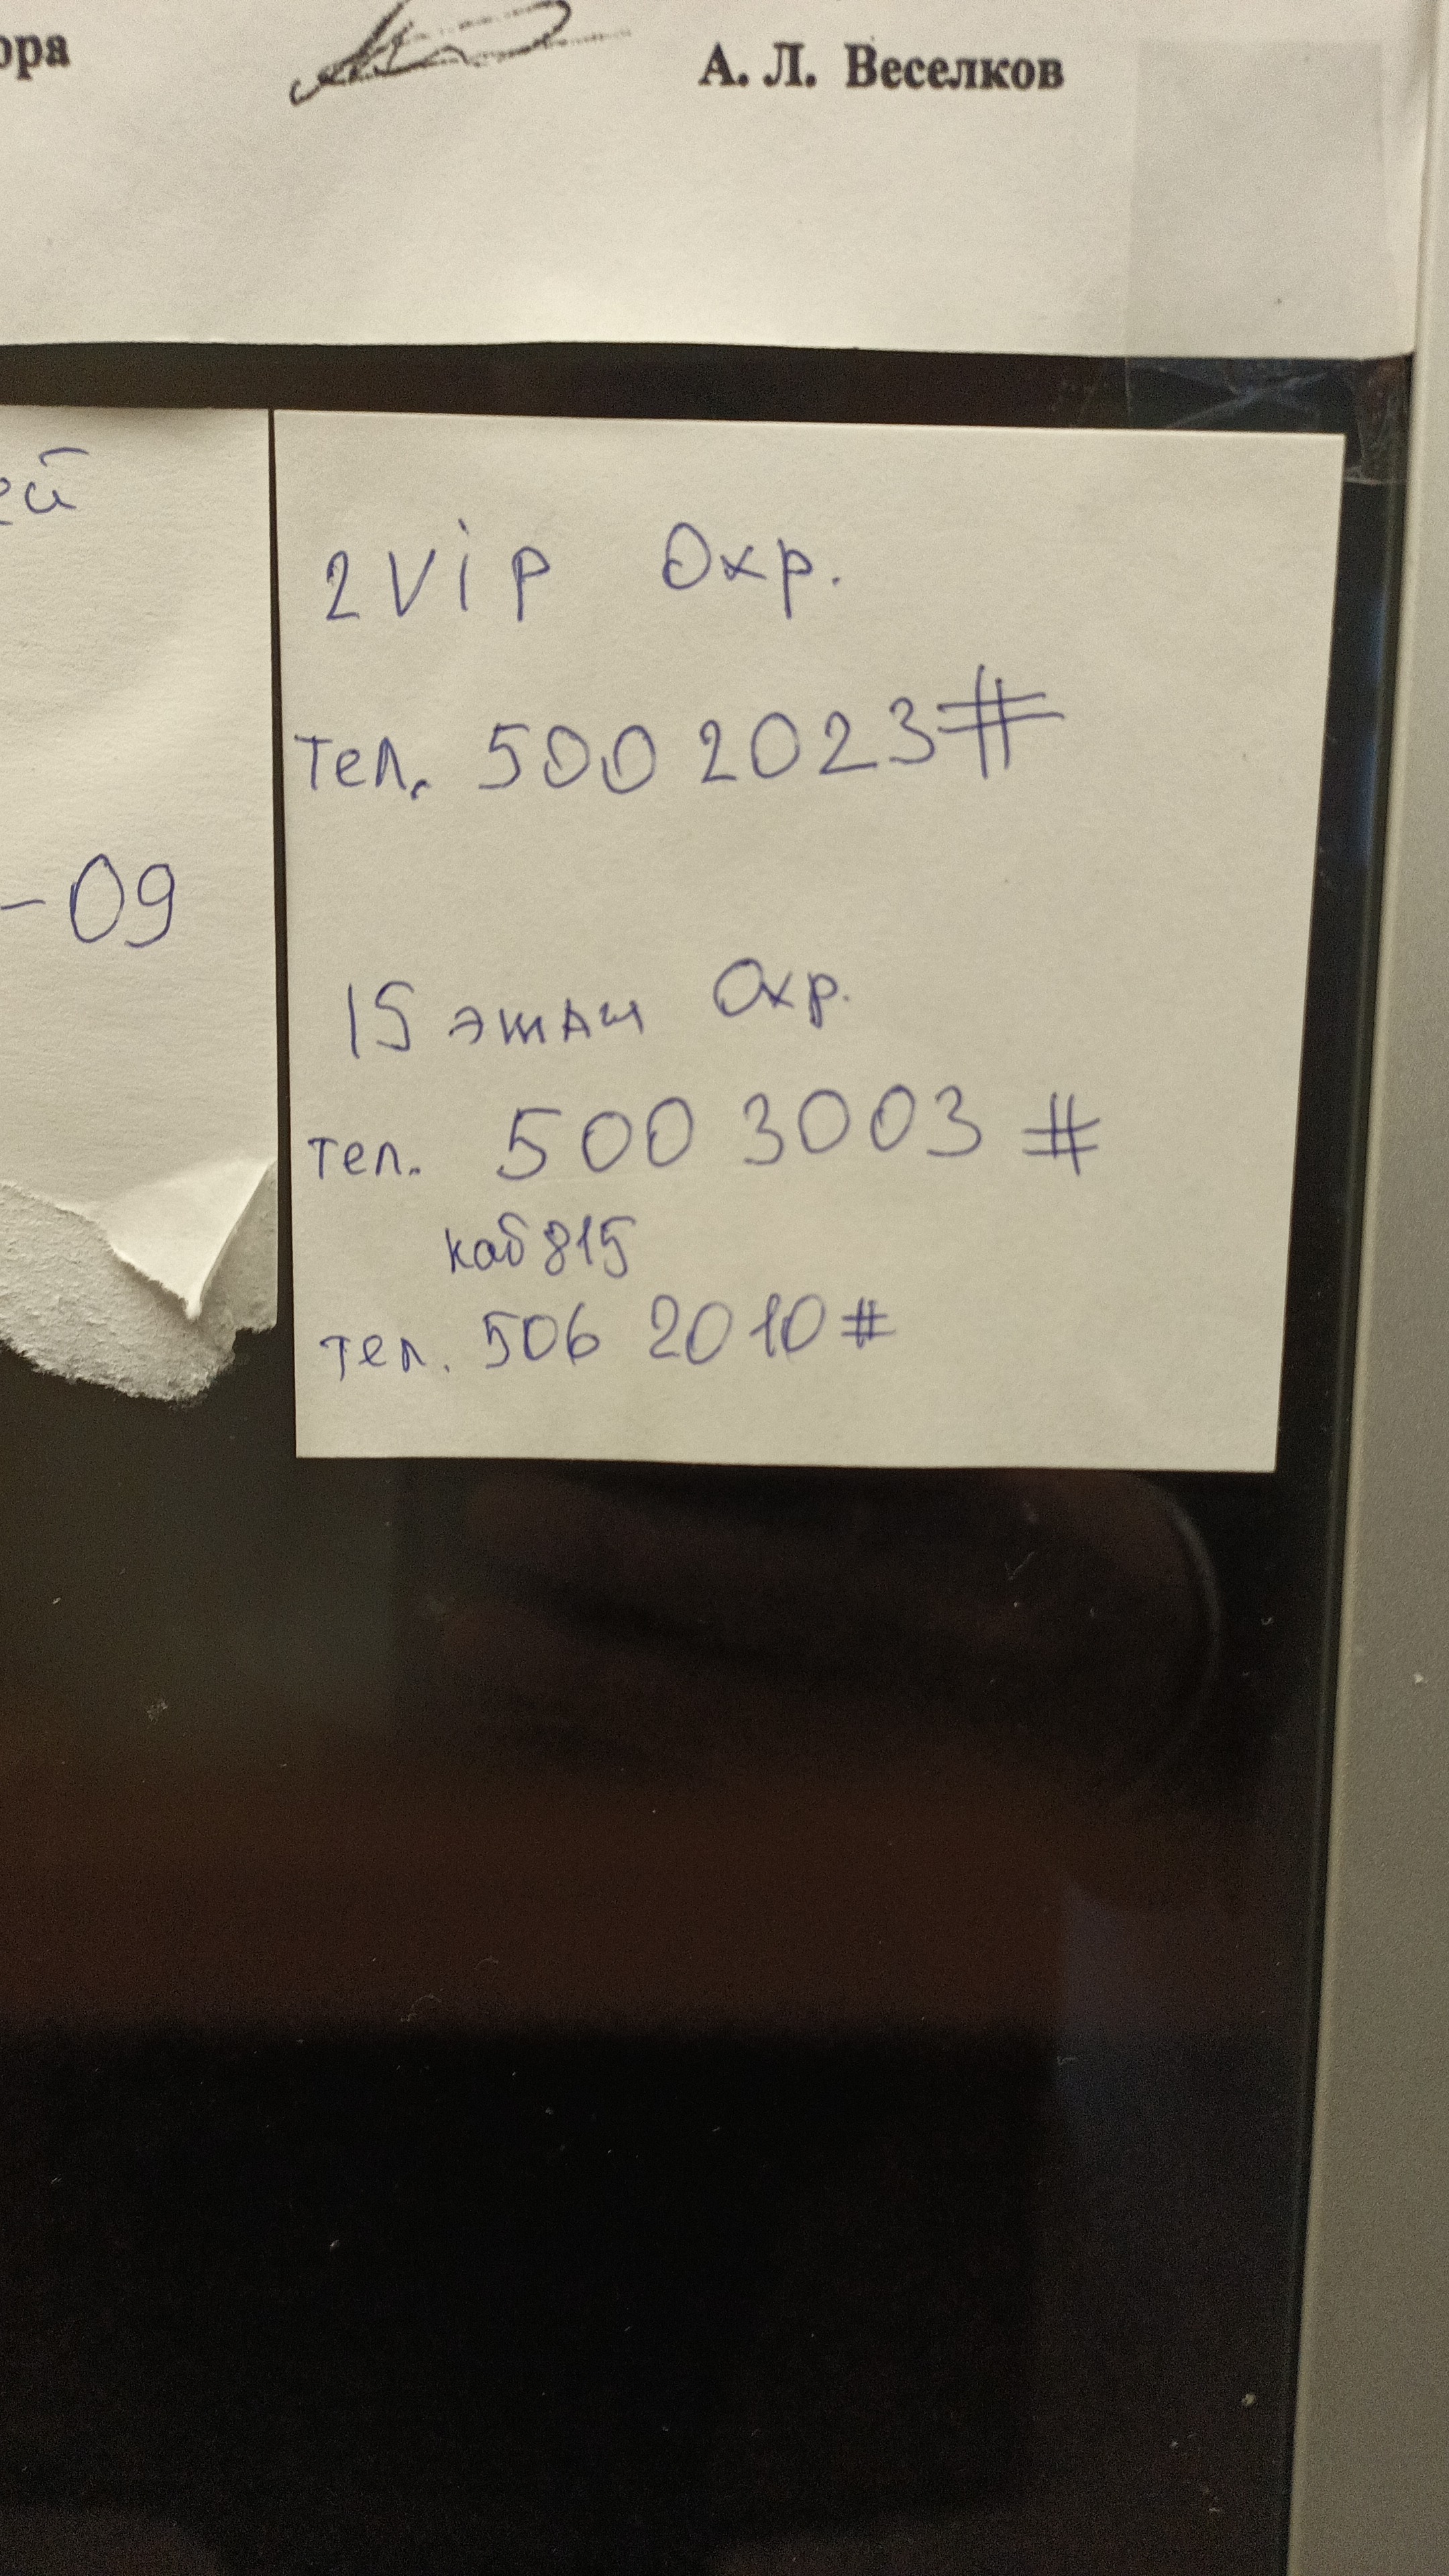 ора А. Л. Веселков
ей
-09
2 Vip Охр.
Тел. 500 2023#
15 этаж Охр.
тел. 500 3003 #
каб 815
тел. 506 2010 #